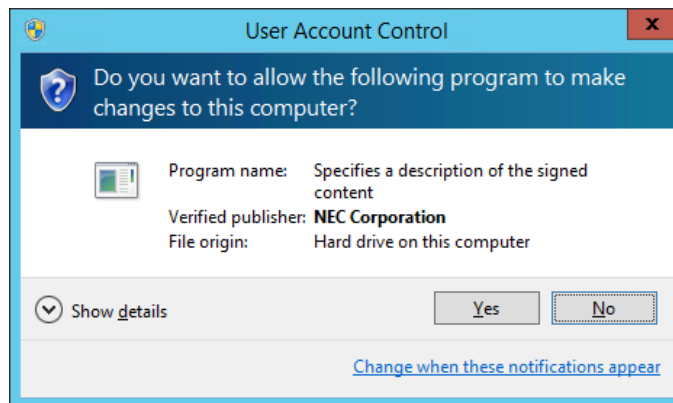 User Account Control
x
Do you want to allow the following program to make
changes to this computer?
Program name: Specifies a description of the signed
content
Verified publisher: NEC Corporation
File origin: Hard drive on this computer
Show details
Yes
No
Change when these notifications appear